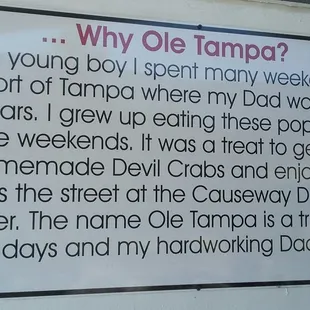 ... Why Ole Tampa?
young boy I spent many week
ort of Tampa where my Dad wo
ars. I grew up eating these pop
e weekends. It was a treat to ge
memade Devil Crabs and enjo
s the street at the Causeway D
er. The name Ole Tampa is a tr
days and my hardworking Dad